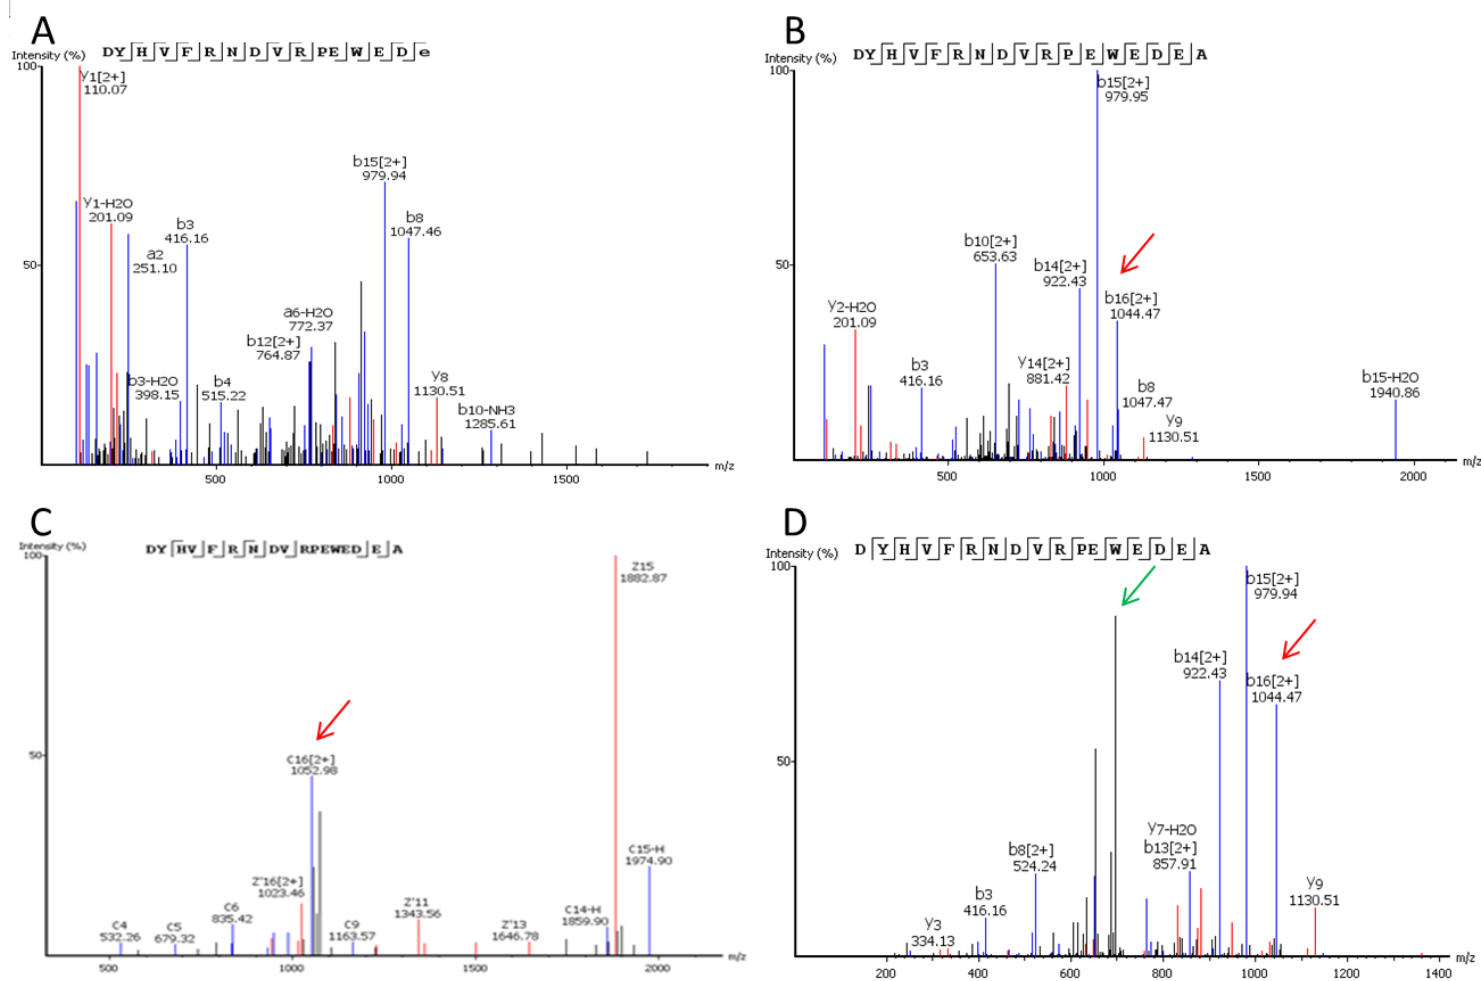 A
DYHVFRNDVRPEWEDe
Intensity (%)
100
y1[2+]
110.07
b15[2+]
979.94
y1-H2O
201.09
b3
416.16
b8
1047.46
a2
251.10
50
a6-H2O
772.37
b12[2+]
764.87
b3-H2O
398.15
b4
515.22
y8
1130.51
b10-NH3
1285.61
500
1000
1500
m/z
B
DYHVFRNDVRPEWEDEA
Intensity (%)
100
b15[2+]
979.95
50
b10[2+]
653.63
b14[2+]
922.43
b16[2+]
1044.47
y2-H2O
201.09
b3
416.16
y14[2+]
881.42
b8
1047.47
y9
1130.51
b15-H2O
1940.86
500
1000
1500
2000
m/z
C
DYHVFRNDVRPEWEDEA
Intensity (%)
100
z15
1882.87
50
c16[2+]
1052.98
c15-H
1974.90
z'16[2+]
1023.46
c4
532.26
c5
679.32
c6
835.42
c9
1163.57
z'11
1343.56
z'13
1646.78
c14-H
1859.90
500
1000
1500
2000
m/z
D
DYHVFRNDVRPEWEDEA
Intensity (%)
100
b15[2+]
979.94
b14[2+]
922.43
b16[2+]
1044.47
50
y7-H2O
b13[2+]
857.91
b8[2+]
524.24
b3
416.16
y3
334.13
y9
1130.51
200
400
600
800
1000
1200
1400
m/z